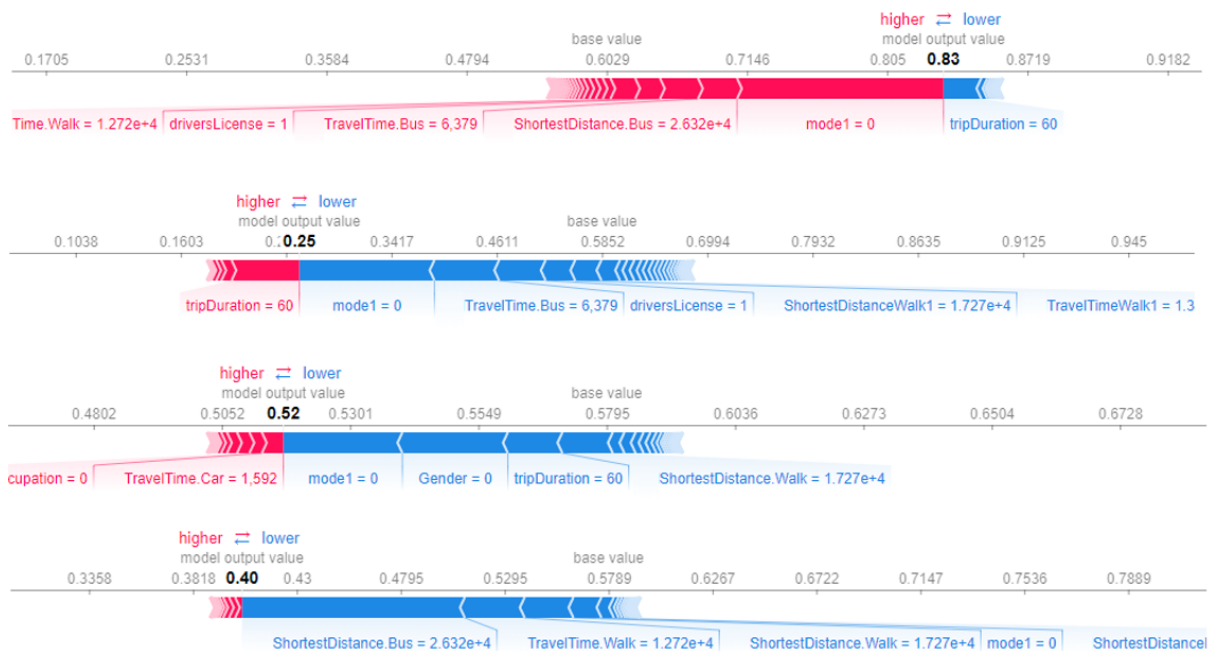 higher ⇄ lower
base value model output value
0.1705 0.2531 0.3584 0.4794 0.6029 0.7146 0.805 0.83 0.8719 0.9182
Time.Walk = 1.272e+4 driversLicense = 1 TravelTime.Bus = 6,379 ShortestDistance.Bus = 2.632e+4 mode1 = 0 tripDuration = 60
higher ⇄ lower
model output value base value
0.1038 0.1603 0.25 0.3417 0.4611 0.5852 0.6994 0.7932 0.8635 0.9125 0.945
tripDuration = 60 mode1 = 0 TravelTime.Bus = 6,379 driversLicense = 1 ShortestDistanceWalk1 = 1.727e+4 TravelTimeWalk1 = 1.3
higher ⇄ lower
model output value base value
0.4802 0.5052 0.52 0.5301 0.5549 0.5795 0.6036 0.6273 0.6504 0.6728
cupation = 0 TravelTime.Car = 1,592 mode1 = 0 Gender = 0 tripDuration = 60 ShortestDistance.Walk = 1.727e+4
higher ⇄ lower
model output value base value
0.3358 0.3818 0.40 0.43 0.4795 0.5295 0.5789 0.6267 0.6722 0.7147 0.7536 0.7889
ShortestDistance.Bus = 2.632e+4 TravelTime.Walk = 1.272e+4 ShortestDistance.Walk = 1.727e+4 mode1 = 0 ShortestDistance